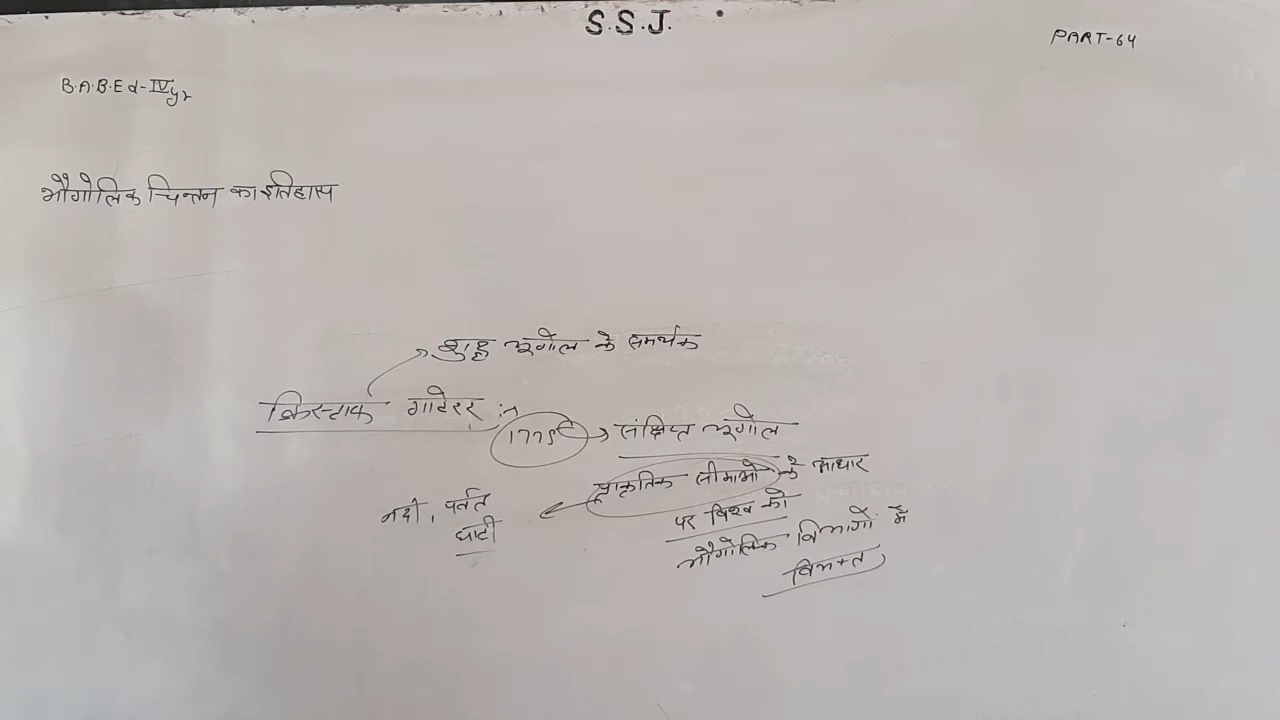 S.S.J.
PART-64
B.A.B.Ed-IVyr
भौगोलिक चिन्तन का इतिहास
शुद्ध भूगोल के समर्थक
क्रिस्टाफ गाटेरर :-
1775 संक्षिप्त भूगोल
प्राकृतिक सीमाओं के आधार
पर विश्व को
भौगोलिक विभागों में
विभक्त
नदी, पर्वत
घाटी